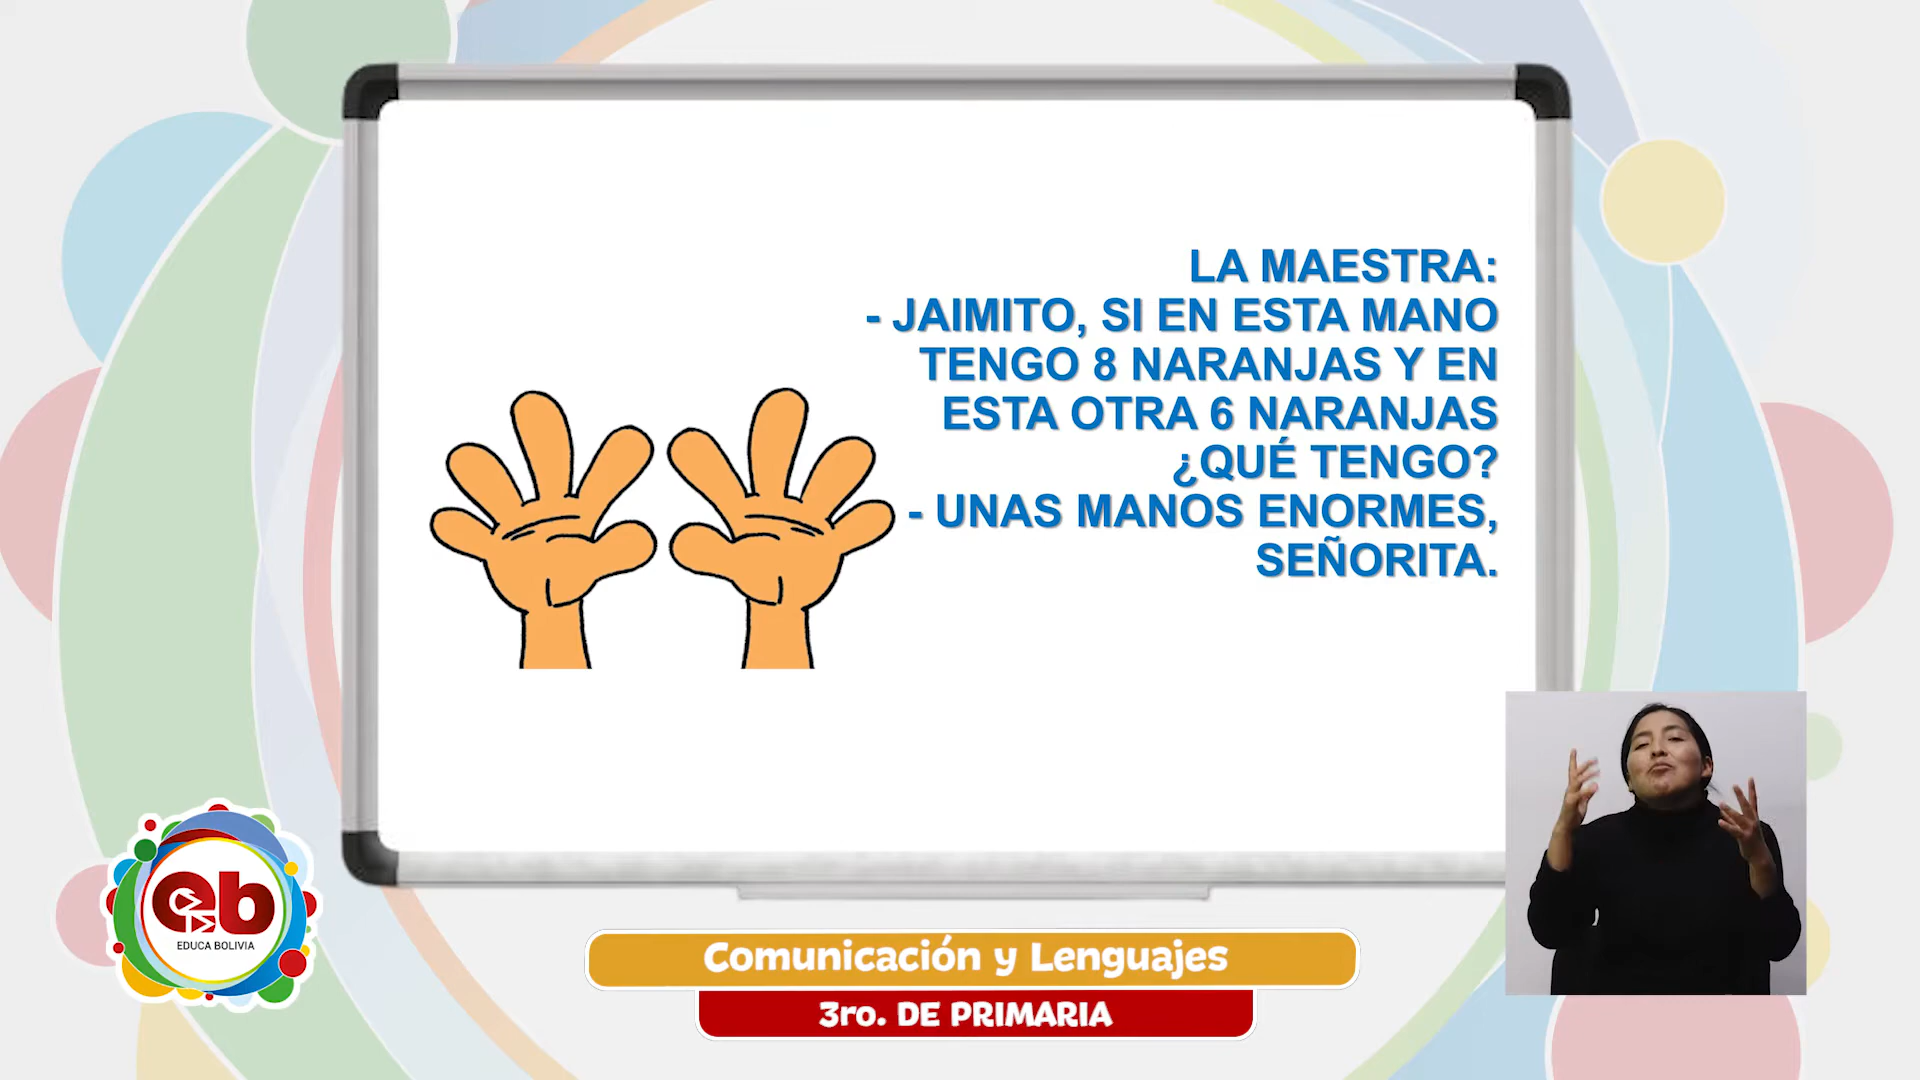 LA MAESTRA:
- JAIMITO, SI EN ESTA MANO
TENGO 8 NARANJAS Y EN
ESTA OTRA 6 NARANJAS
¿QUÉ TENGO?
- UNAS MANOS ENORMES,
SEÑORITA.
eb
EDUCA BOLIVIA
Comunicación y Lenguajes
3ro. DE PRIMARIA